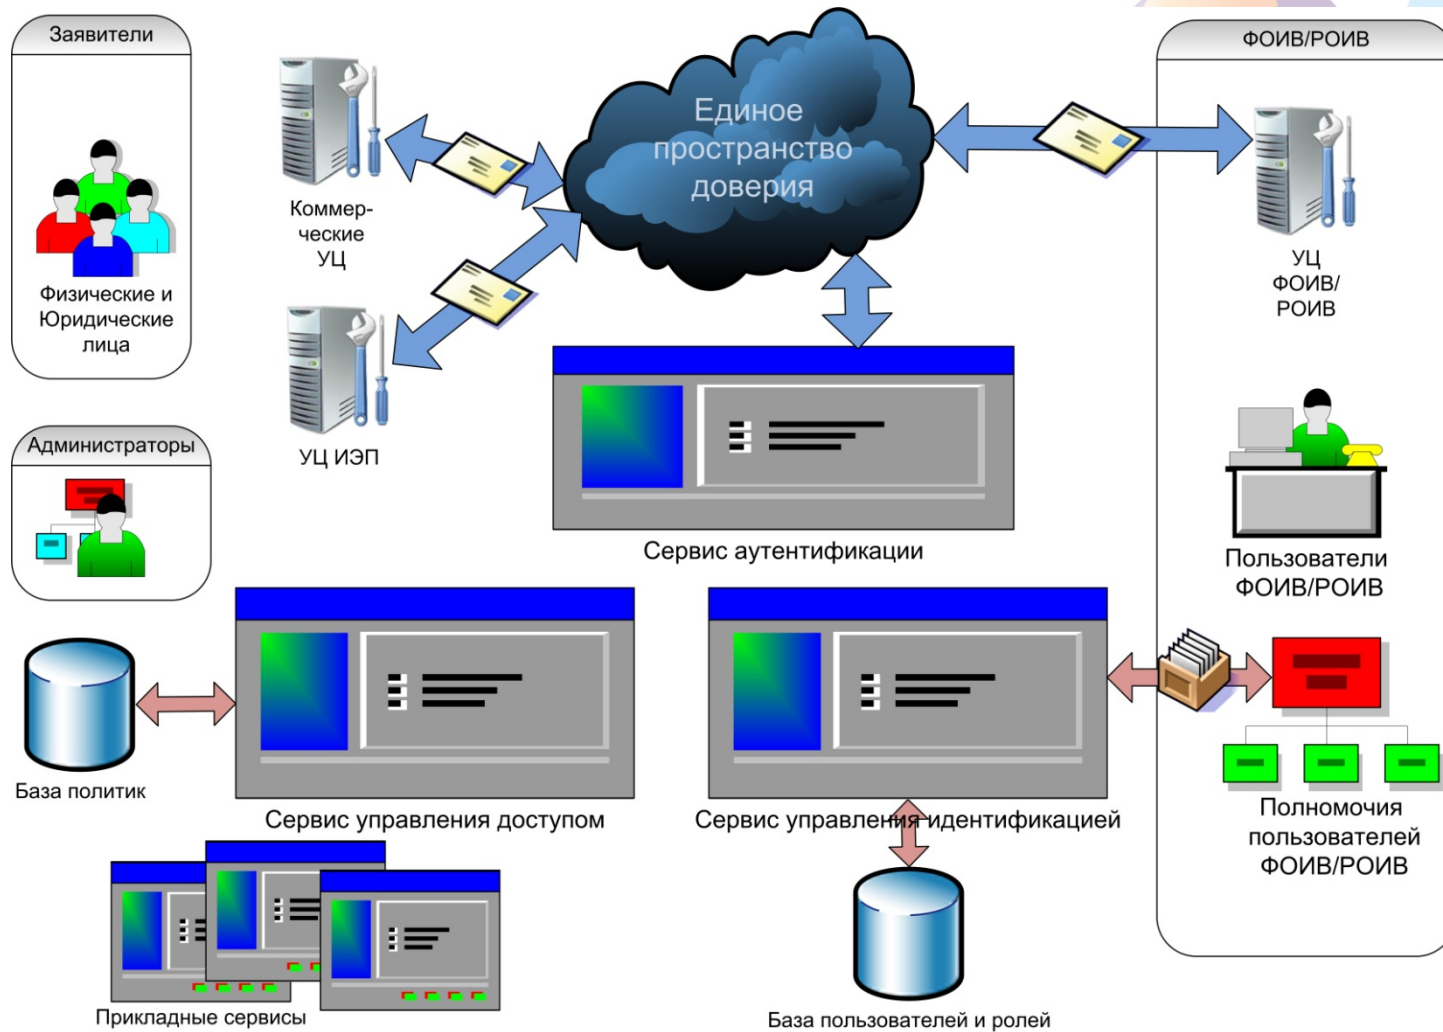 Заявители
Физические и
Юридические
лица
Администраторы
База политик
Коммер-
ческие
УЦ
УЦ ИЭП
Единое
пространство
доверия
Сервис аутентификации
Сервис управления доступом
Сервис управления идентификацией
Прикладные сервисы
База пользователей и ролей
ФОИВ/РОИВ
УЦ
ФОИВ/
РОИВ
Пользователи
ФОИВ/РОИВ
Полномочия
пользователей
ФОИВ/РОИВ